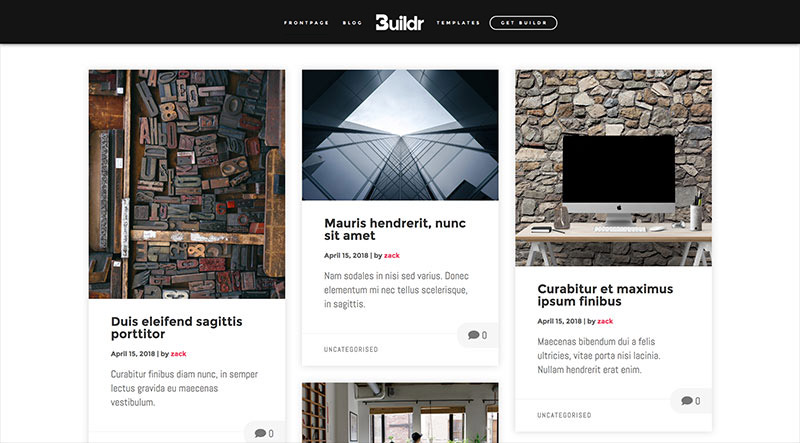 FRONTPAGE
BLOG
Buildr
TEMPLATES
GET BUILDR
Duis eleifend sagittis
porttitor
April 15, 2018 | by zack
Curabitur finibus diam nunc, in semper
lectus gravida eu maecenas
vestibulum.
0
Mauris hendrerit, nunc
sit amet
April 15, 2018 | by zack
Nam sodales in nisi sed varius. Donec
elementum mi nec tellus scelerisque,
in sagittis.
0
UNCATEGORISED
Curabitur et maximus
ipsum finibus
April 15, 2018 | by zack
Maecenas bibendum dui a felis
ultricies, vitae porta nisi lacinia.
Nullam hendrerit erat enim.
0
UNCATEGORISED